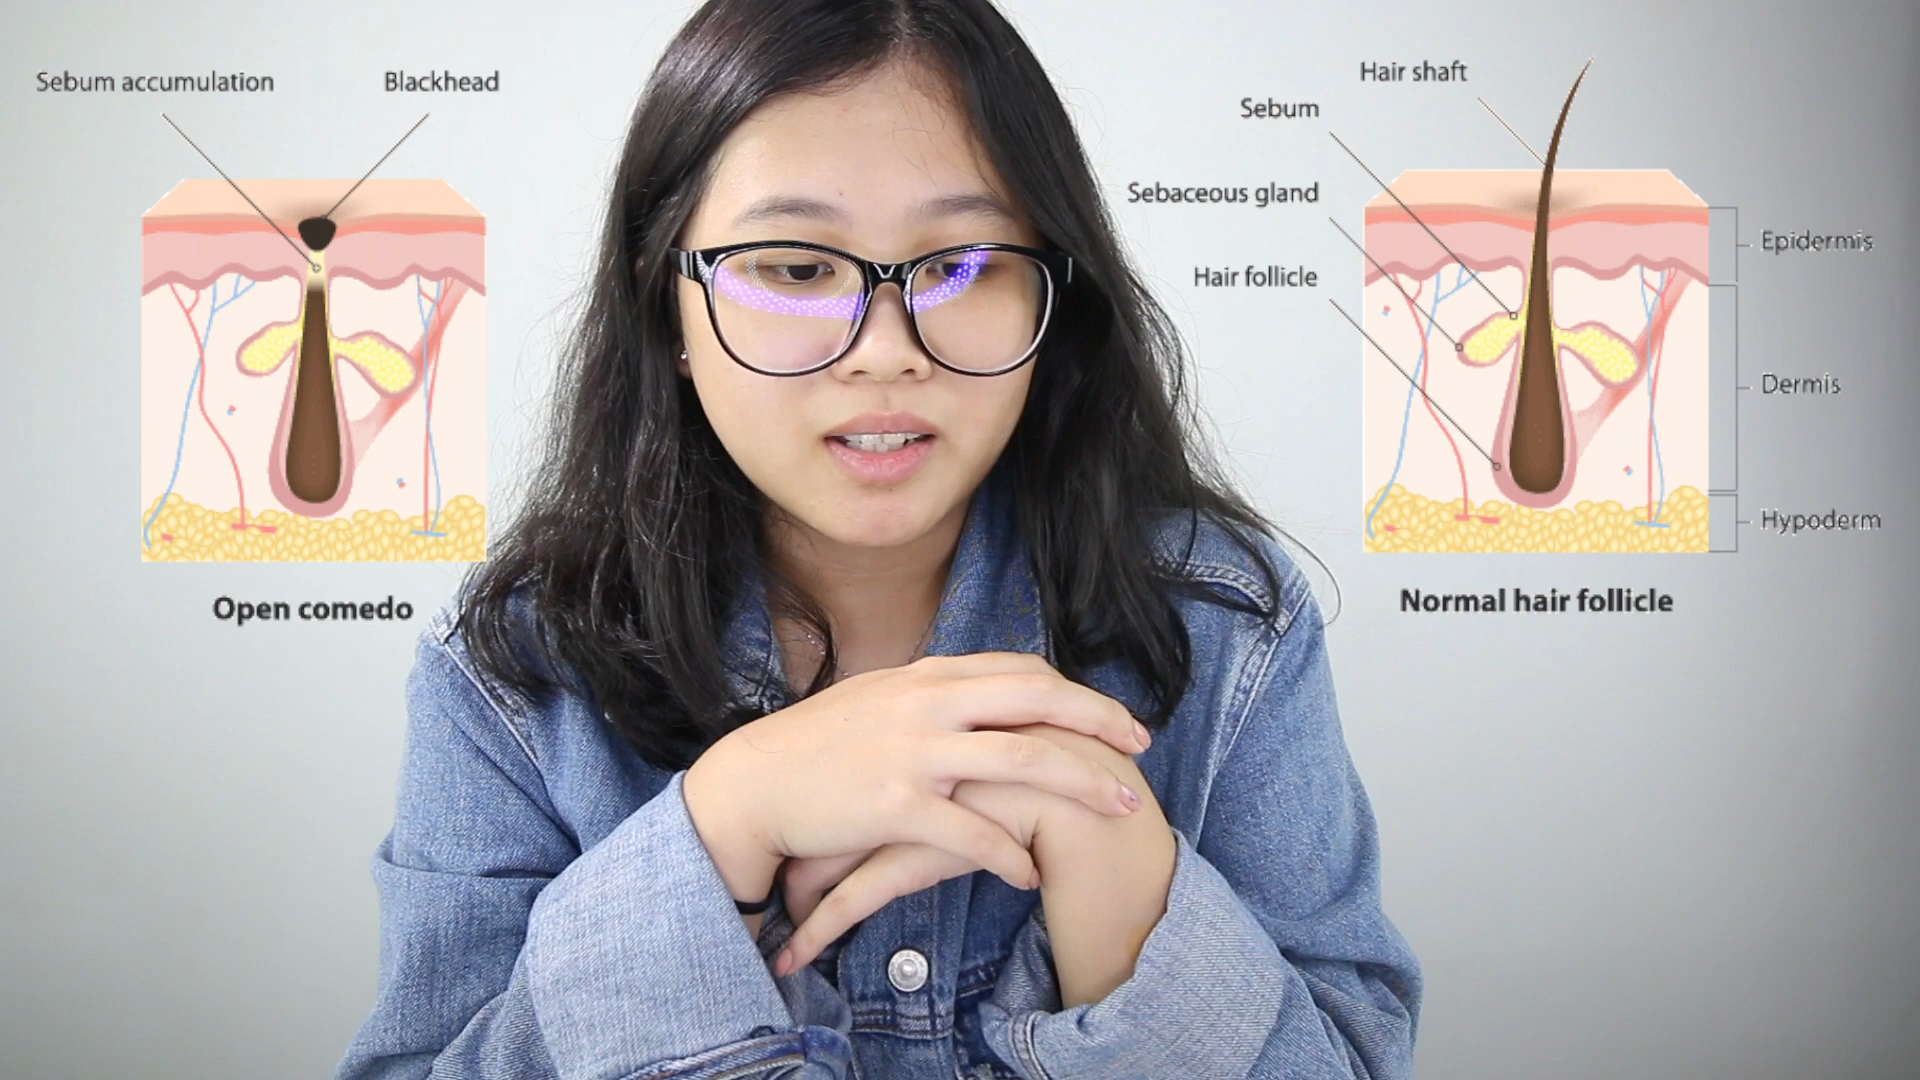 Sebum accumulation
Blackhead
Open comedo
Hair shaft
Sebum
Sebaceous gland
Hair follicle
Epidermis
Dermis
Hypoderm
Normal hair follicle